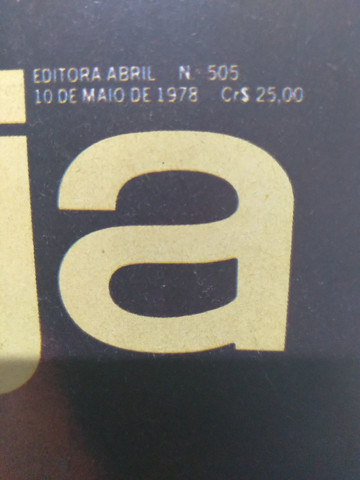 EDITORA ABRIL N.º 505
10 DE MAIO DE 1978 Cr$ 25,00
ja